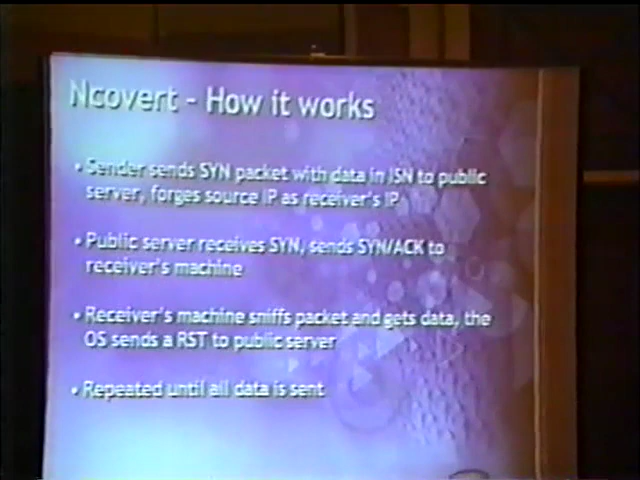 Ncovert - How it works
• Sender sends SYN packet with data in ISN to public
server, forges source IP as receiver's IP
• Public server receives SYN, sends SYN/ACK to
receiver's machine
• Receiver's machine sniffs packet and gets data, the
OS sends a RST to public server
• Repeated until all data is sent